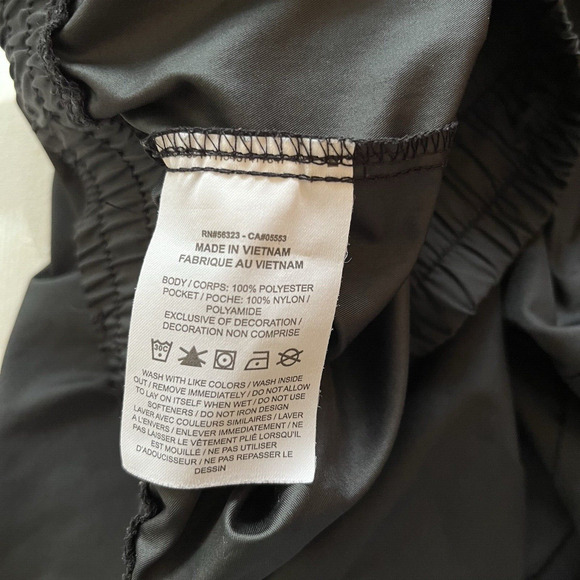 RN#56323 - CA#05553
MADE IN VIETNAM
FABRIQUE AU VIETNAM
BODY / CORPS: 100% POLYESTER
POCKET / POCHE: 100% NYLON /
POLYAMIDE
EXCLUSIVE OF DECORATION /
DECORATION NON COMPRISE
30C
WASH WITH LIKE COLORS / WASH INSIDE
OUT / REMOVE IMMEDIATELY / DO NOT ALLOW
TO LAY ON ITSELF WHEN WET / DO NOT USE
SOFTENERS / DO NOT IRON DESIGN
LAVER AVEC COULEURS SIMILAIRES / LAVER
A L'ENVERS / ENLEVER IMMEDIATEMENT / NE
PAS LAISSER LE VÊTEMENT PLIÉ LORSQU'IL
EST MOUILLÉ / NE PAS UTILISER
D'ADOUCISSEUR / NE PAS REPASSER LE
DESSIN